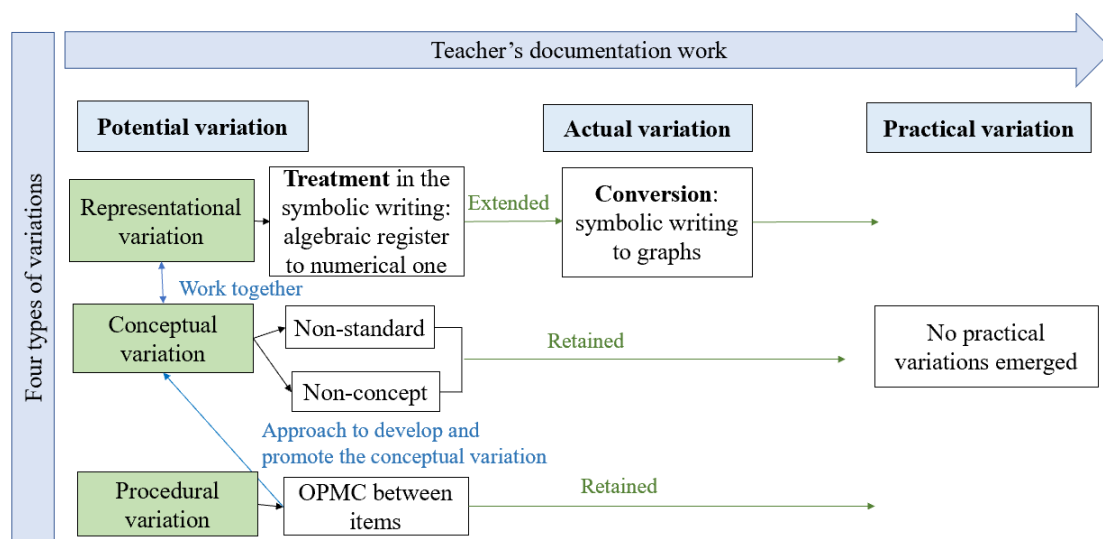 Teacher's documentation work
Four types of variations
Potential variation
Actual variation
Practical variation
Representational
variation
Treatment in the
symbolic writing:
algebraic register
to numerical one
Extended
Conversion:
symbolic writing
to graphs
Work together
Conceptual
variation
Non-standard
Non-concept
Retained
No practical
variations emerged
Approach to develop and
promote the conceptual variation
Procedural
variation
OPMC between
items
Retained